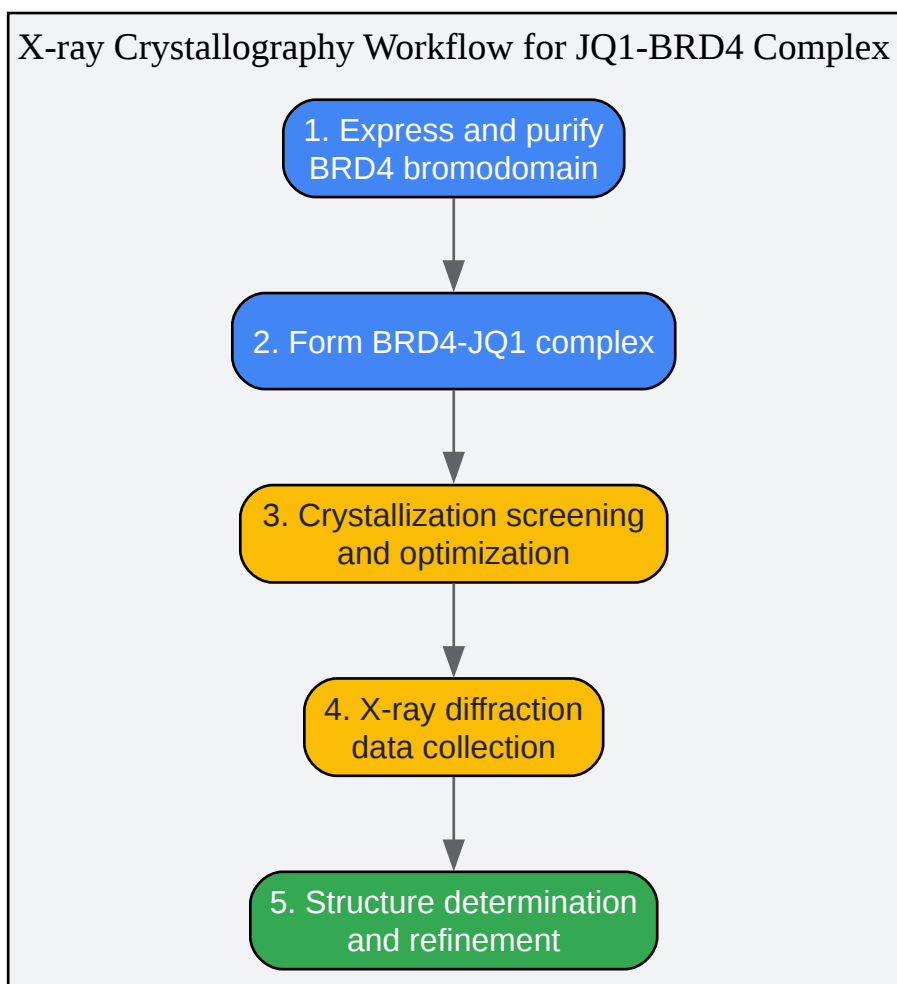 X-ray Crystallography Workflow for JQ1-BRD4 Complex
1. Express and purify
BRD4 bromodomain
2. Form BRD4-JQ1 complex
3. Crystallization screening
and optimization
4. X-ray diffraction
data collection
5. Structure determination
and refinement